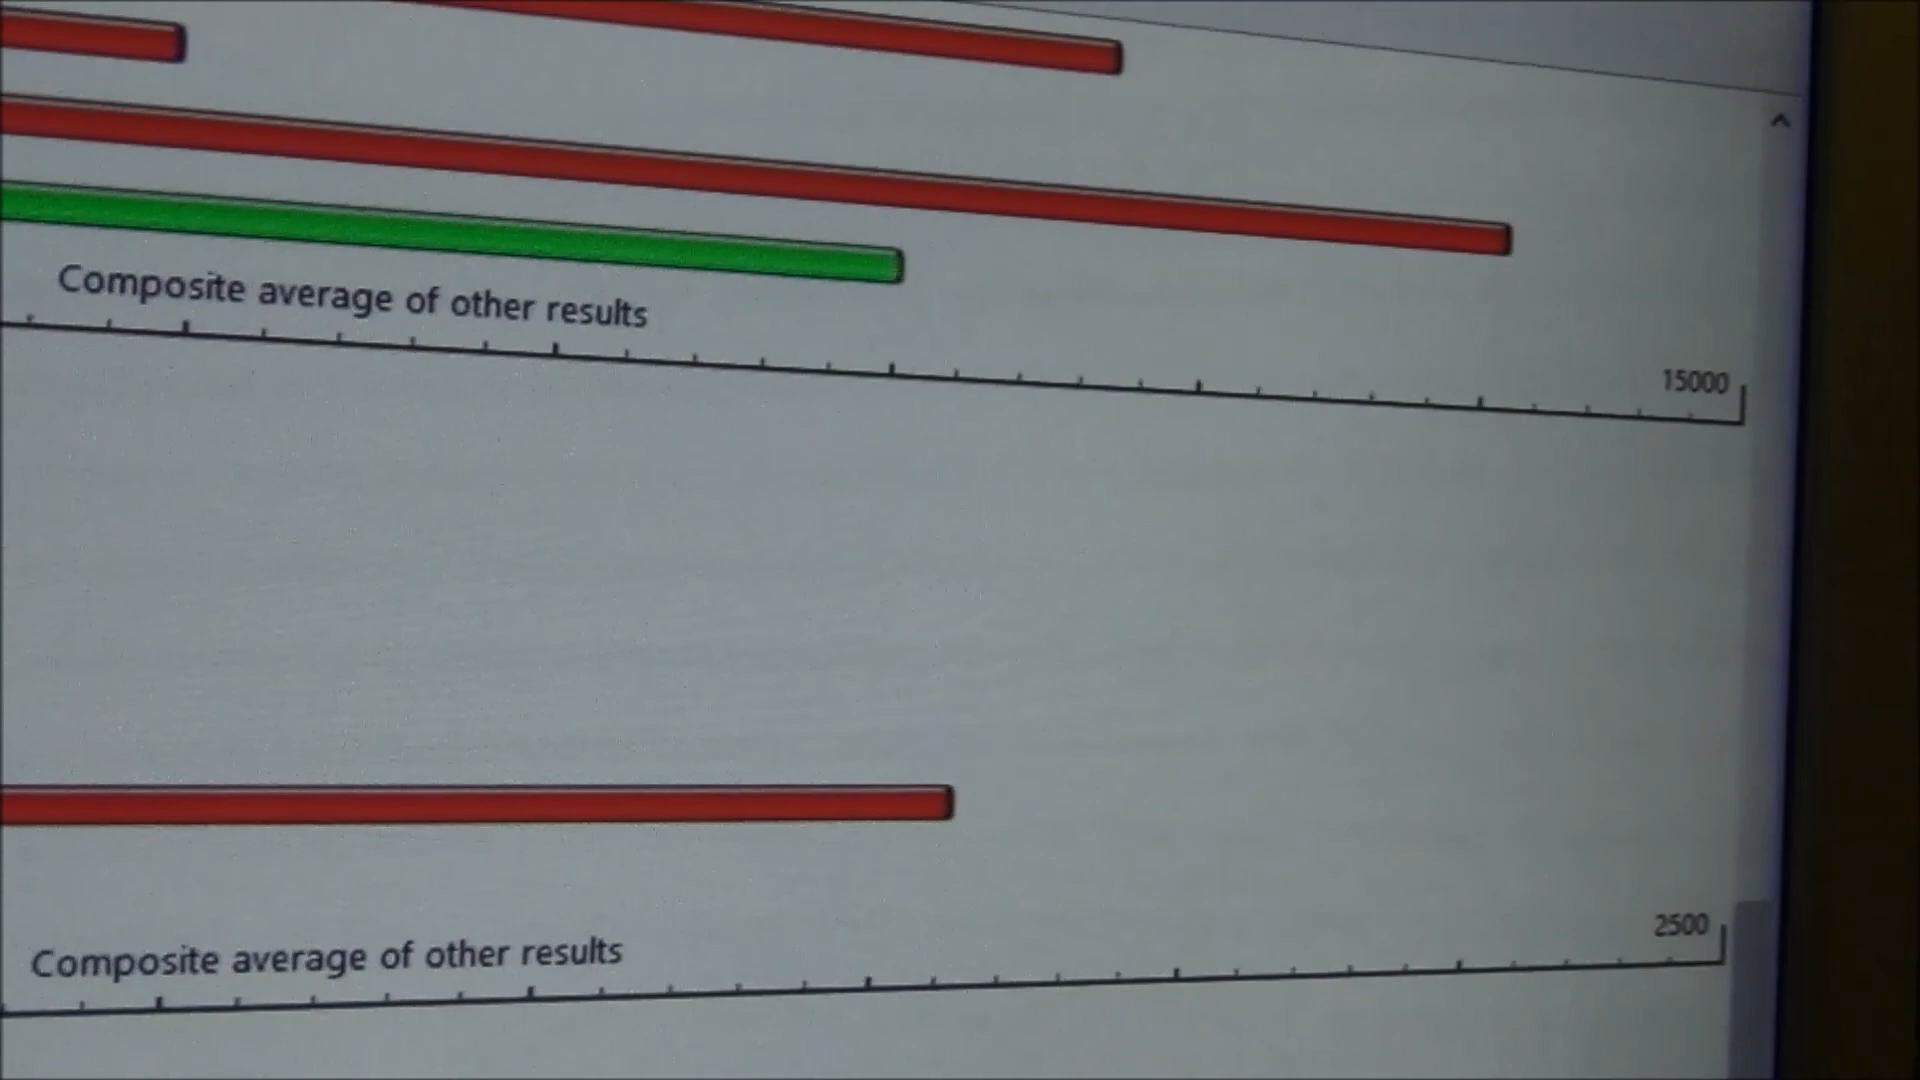 Composite average of other results
15000
2500
Composite average of other results